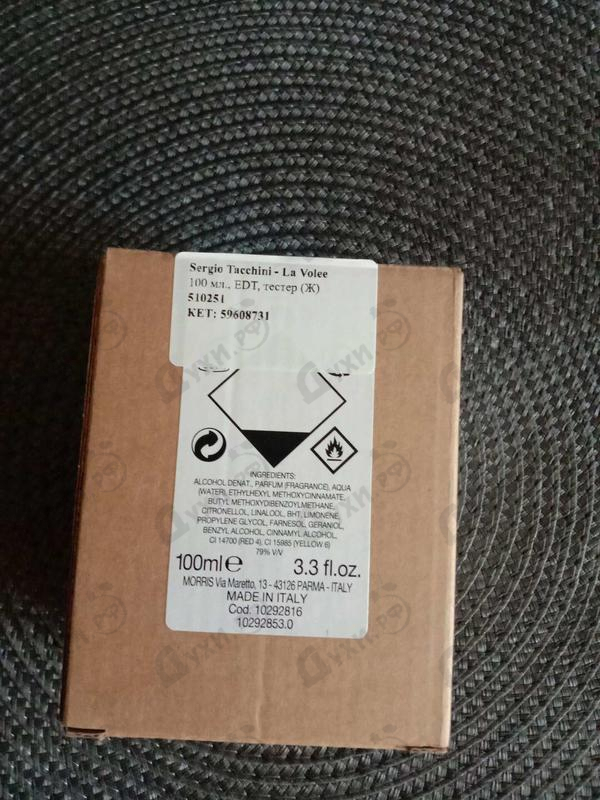 Sergio Tacchini - La Volee
100 мл., EDT, тестер (Ж)
510251
КЕТ: 59608731
INGREDIENTS:
ALCOHOL DENAT., PARFUM (FRAGRANCE), AQUA
(WATER), ETHYLHEXYL METHOXYCINNAMATE,
BUTYL METHOXYDIBENZOYLMETHANE,
CITRONELLOL, LINALOOL, BHT, LIMONENE,
PROPYLENE GLYCOL, FARNESOL, GERANIOL,
BENZYL ALCOHOL, CINNAMYL ALCOHOL,
CI 14700 (RED 4), CI 15985 (YELLOW 6)
79% V/V
100ml e 3.3 fl.oz.
MORRIS Via Maretto, 13 - 43126 PARMA - ITALY
MADE IN ITALY
Cod. 10292816
10292853.0
Духи.рф